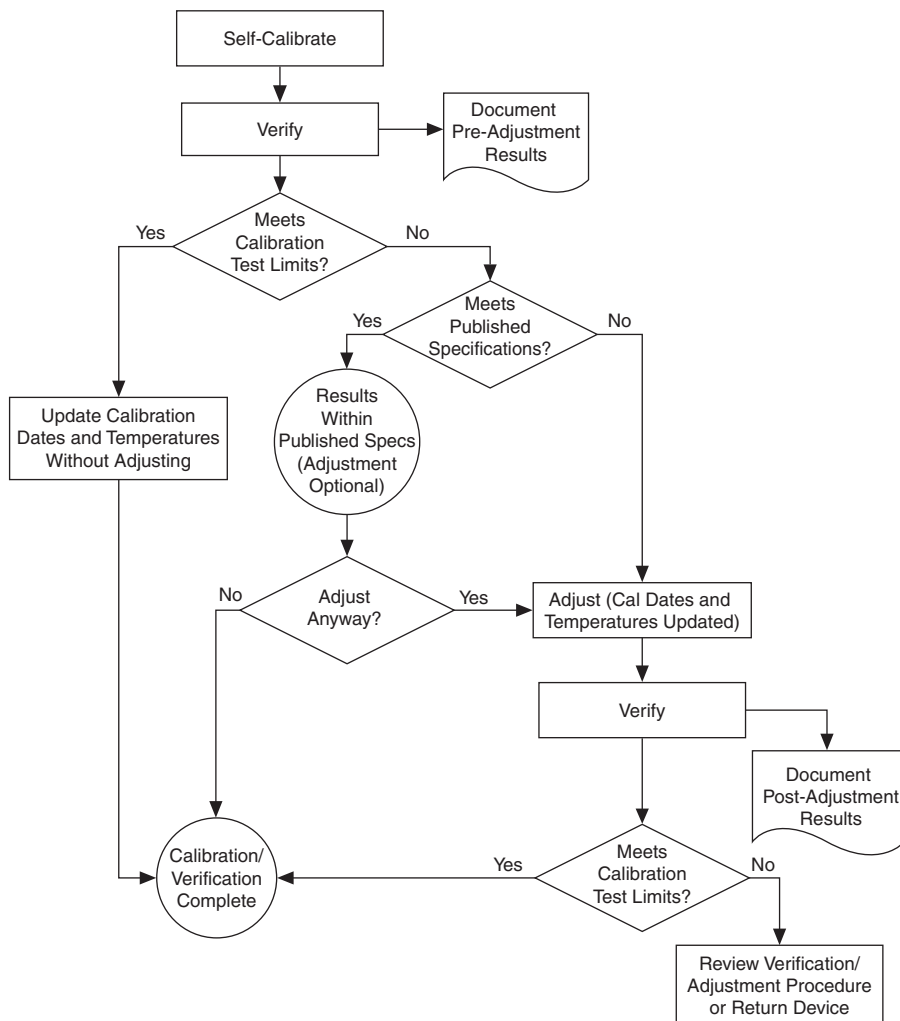 Self-Calibrate
Verify
Document
Pre-Adjustment
Results
Meets
Calibration
Test Limits?
Yes
No
Meets
Published
Specifications?
Yes
No
Update Calibration
Dates and Temperatures
Without Adjusting
Results
Within
Published Specs
(Adjustment
Optional)
Adjust
Anyway?
No
Yes
Adjust (Cal Dates and
Temperatures Updated)
Verify
Document
Post-Adjustment
Results
Meets
Calibration
Test Limits?
Yes
No
Calibration/
Verification
Complete
Review Verification/
Adjustment Procedure
or Return Device